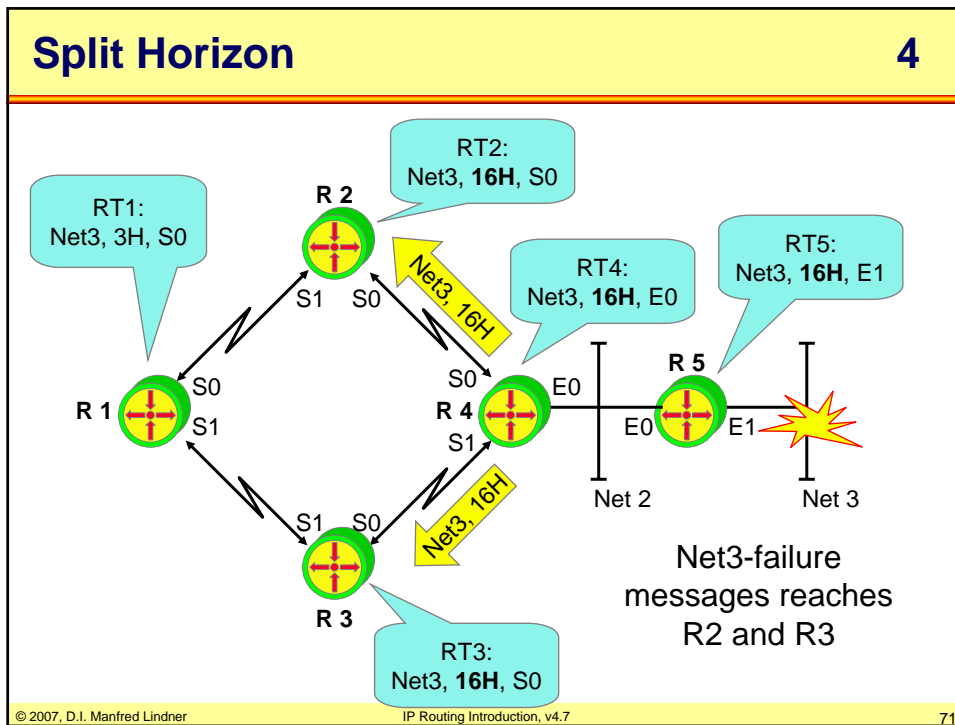 Split Horizon 4
RT2:
Net3, 16H, S0
R 2
RT1:
Net3, 3H, S0
RT5:
Net3, 16H, E1
RT4:
Net3, 16H, E0
Net3, 16H
S1 S0
R 5
S0
S0
E0
R 1
R 4
S1
E0 E1
S1
Net 2
Net 3
Net3, 16H
S1 S0
R 3
Net3-failure
messages reaches
R2 and R3
RT3:
Net3, 16H, S0
© 2007, D.I. Manfred Lindner IP Routing Introduction, v4.7 71